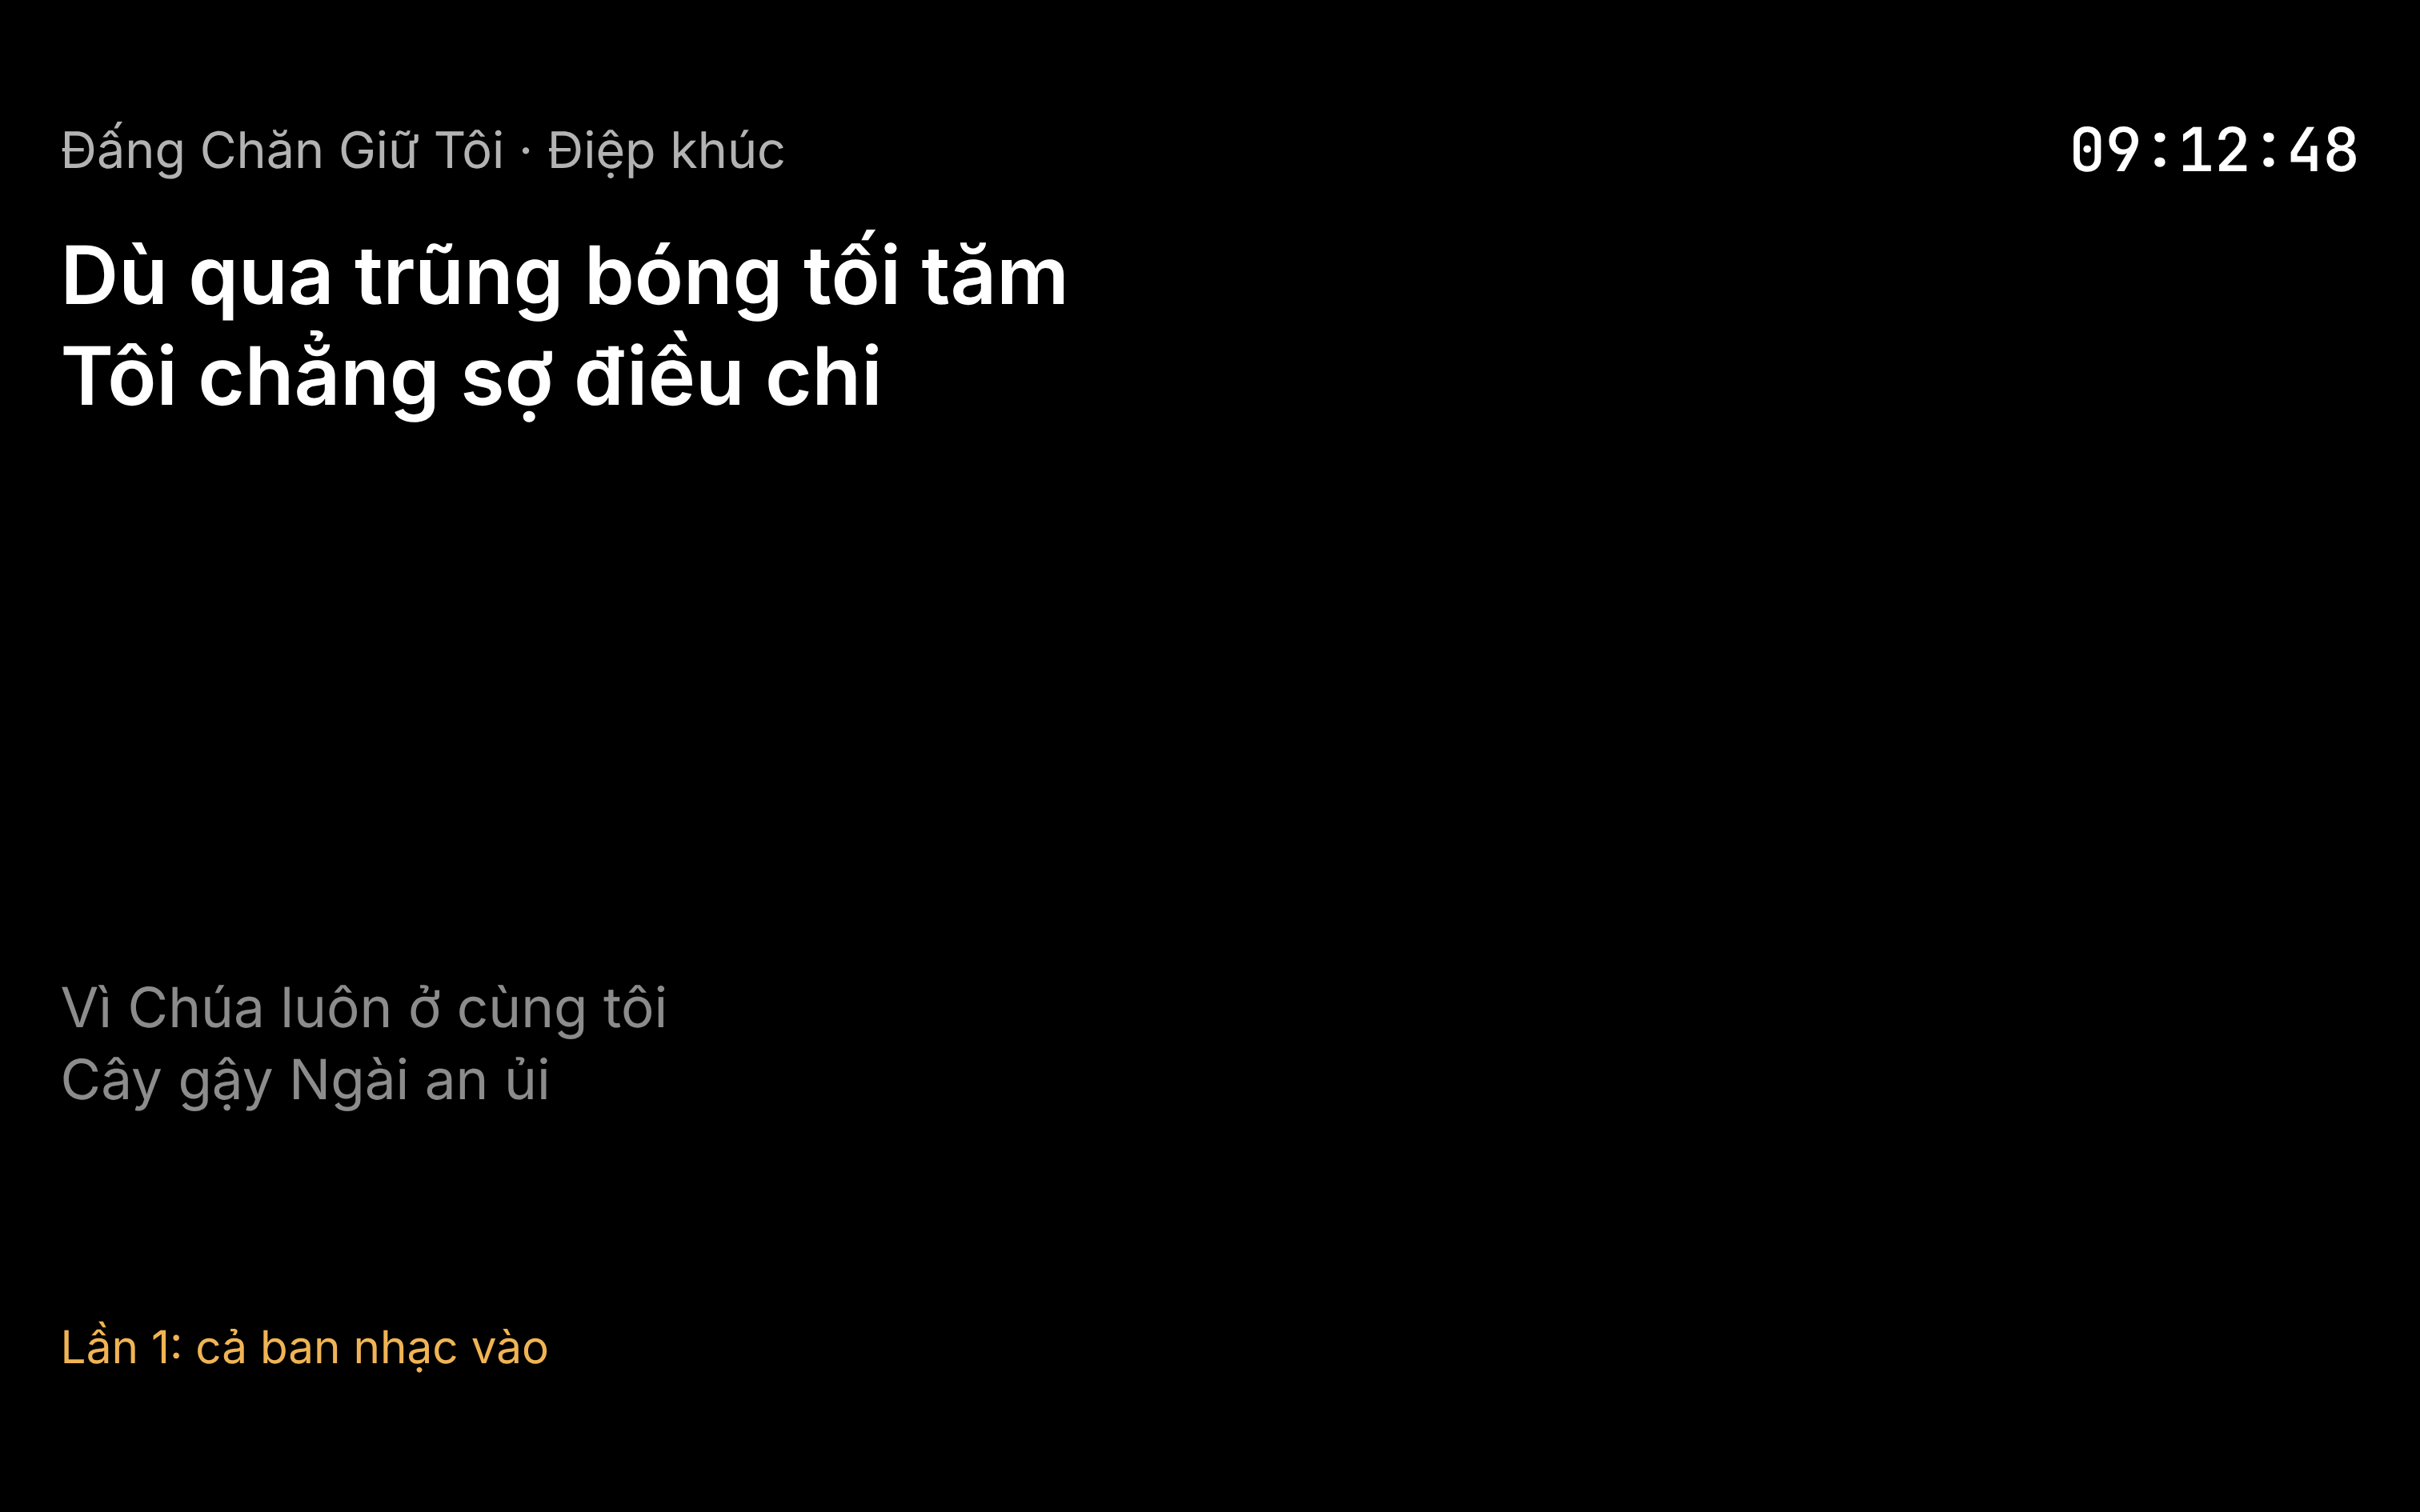 Đấng Chăn Giữ Tôi · Điệp khúc
09:12:48
Dù qua trũng bóng tối tăm
Tôi chẳng sợ điều chi
Vì Chúa luôn ở cùng tôi
Cây gậy Ngài an ủi
Lần 1: cả ban nhạc vào